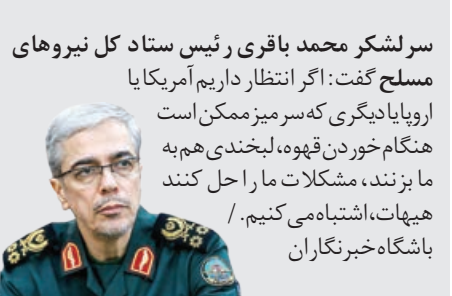 سرلشکر محمد باقری رئیس ستاد کل نیروهای
مسلح گفت: اگر انتظار داریم آمریکا یا
اروپا یا دیگری که سر میز ممکن است
هنگام خوردن قهوه، لبخندی هم به
ما بزنند، مشکلات ما را حل کنند
هیهات، اشتباه می کنیم. /
باشگاه خبرنگاران